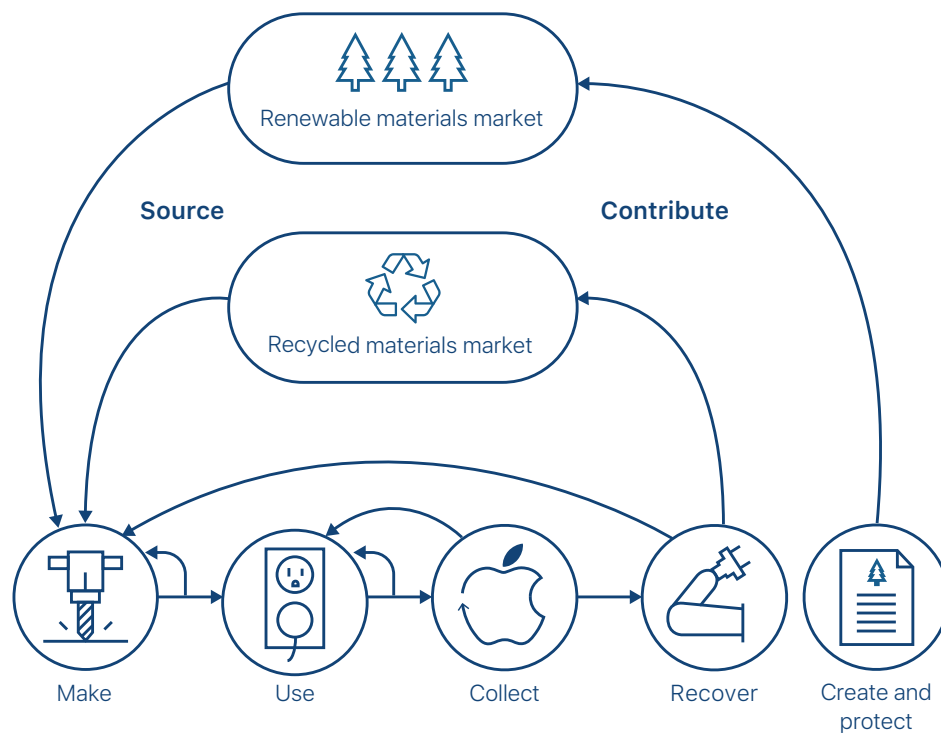 Renewable materials market
Source
Contribute
Recycled materials market
Make
Use
Collect
Recover
Create and
protect